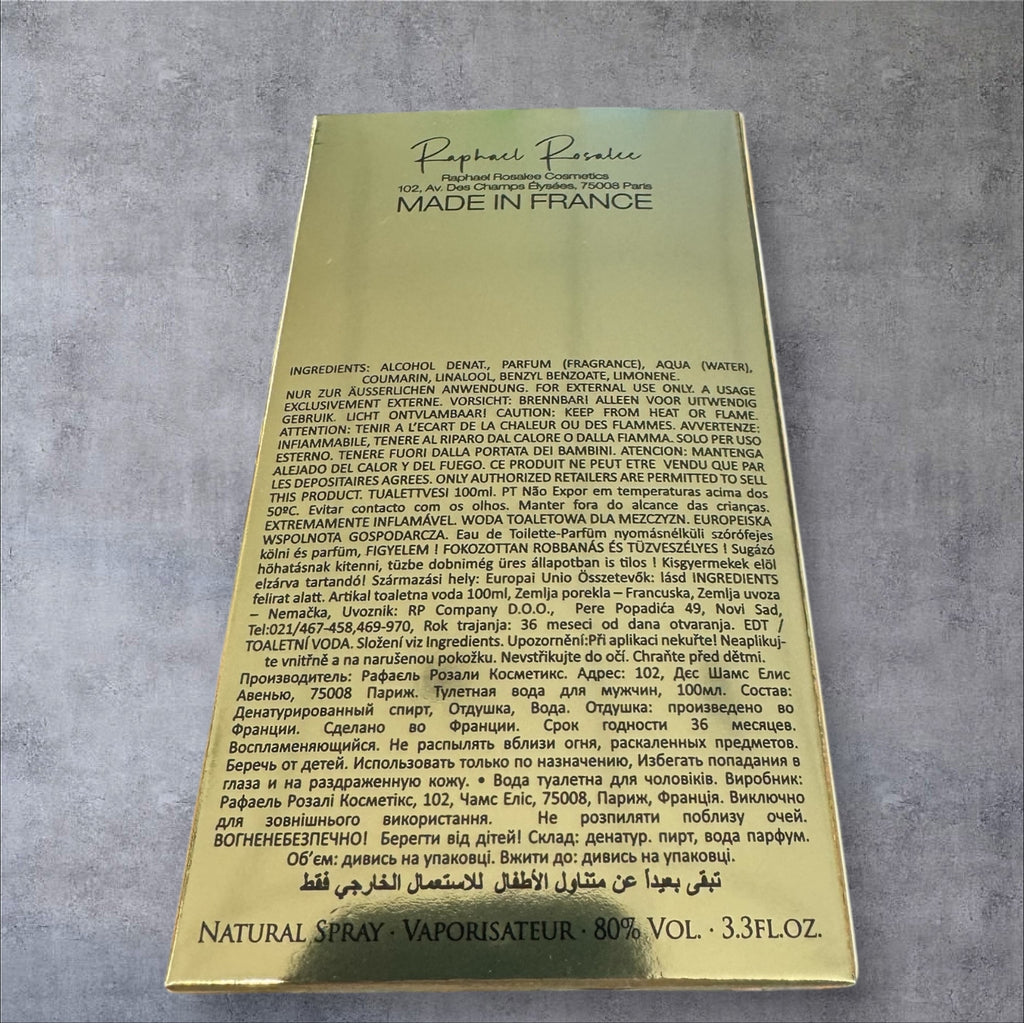 Raphael Rosalee
Raphael Rosalee Cosmetics
102, Av. Des Champs Élysées, 75008 Paris
MADE IN FRANCE
INGREDIENTS: ALCOHOL DENAT., PARFUM (FRAGRANCE), AQUA (WATER),
COUMARIN, LINALOOL, BENZYL BENZOATE, LIMONENE.
NUR ZUR ÄUSSERLICHEN ANWENDUNG. FOR EXTERNAL USE ONLY. A USAGE
EXCLUSIVEMENT EXTERNE. VORSICHT: BRENNBAR! ALLEEN VOOR UITWENDIG
GEBRUIK. LICHT ONTVLAMBAAR! CAUTION: KEEP FROM HEAT OR FLAME.
ATTENTION: TENIR A L'ECART DE LA CHALEUR OU DES FLAMMES. AVVERTENZE:
INFIAMMABILE, TENERE AL RIPARO DAL CALORE O DALLA FIAMMA. SOLO PER USO
ESTERNO. TENERE FUORI DALLA PORTATA DEI BAMBINI. ATENCION: MANTENGA
ALEJADO DEL CALOR Y DEL FUEGO. CE PRODUIT NE PEUT ETRE VENDU QUE PAR
LES DEPOSITAIRES AGREES. ONLY AUTHORIZED RETAILERS ARE PERMITTED TO SELL
THIS PRODUCT. TUALETTVESI 100ml. PT Não Expor em temperaturas acima dos
50ºC. Evitar contacto com os olhos. Manter fora do alcance das crianças.
EXTREMAMENTE INFLAMÁVEL. WODA TOALETOWA DLA MEZCZYZN. EUROPEISKA
WSPOLNOTA GOSPODARCZA. Eau de Toilette-Parfüm nyomásnélküli szórófejes
kölni és parfüm, FIGYELEM ! FOKOZOTTAN ROBBANÁS ÉS TÜZVESZÉLYES ! Sugázó
hőhatásnak kitenni, tüzbe dobnimég üres állapotban is tilos ! Kisgyermekek elöl
elzárva tartandó! Származási hely: Europai Unio Összetevők: lásd INGREDIENTS
felirat alatt. Artikal toaletna voda 100ml, Zemlja porekla – Francuska, Zemlja uvoza
– Nemačka, Uvoznik: RP Company D.O.O., Pere Popadića 49, Novi Sad,
Tel:021/467-458,469-970, Rok trajanja: 36 meseci od dana otvaranja. EDT /
TOALETNÍ VODA. Složení viz Ingredients. Upozornění:Při aplikaci nekuřte! Neaplikuj-
te vnitřně a na narušenou pokožku. Nevstřikujte do očí. Chraňte před dětmi.
Производитель: Рафаєль Розали Косметикс. Адрес: 102, Дєс Шамс Елис
Авенью, 75008 Париж. Тулетная вода для мужчин, 100мл. Состав:
Денатурированный спирт, Отдушка, Вода. Отдушка: произведено во
Франции. Сделано во Франции. Срок годности 36 месяцев.
Воспламеняющийся. Не распылять вблизи огня, раскаленных предметов.
Беречь от детей. Использовать только по назначению, Избегать попадания в
глаза и на раздраженную кожу. • Вода туалетна для чоловіків. Виробник:
Рафаель Розалі Косметікс, 102, Чамс Еліс, 75008, Париж, Франція. Виключно
для зовнішнього використання. Не розпиляти поблизу очей.
ВОГНЕНЕБЕЗПЕЧНО! Берегти від дітей! Склад: денатур. пирт, вода парфум.
Об'єм: дивись на упаковці. Вжити до: дивись на упаковці.
تبقى بعيداً عن متناول الأطفال للاستعمال الخارجي فقط
NATURAL SPRAY · VAPORISATEUR · 80% VOL. · 3.3FL.OZ.